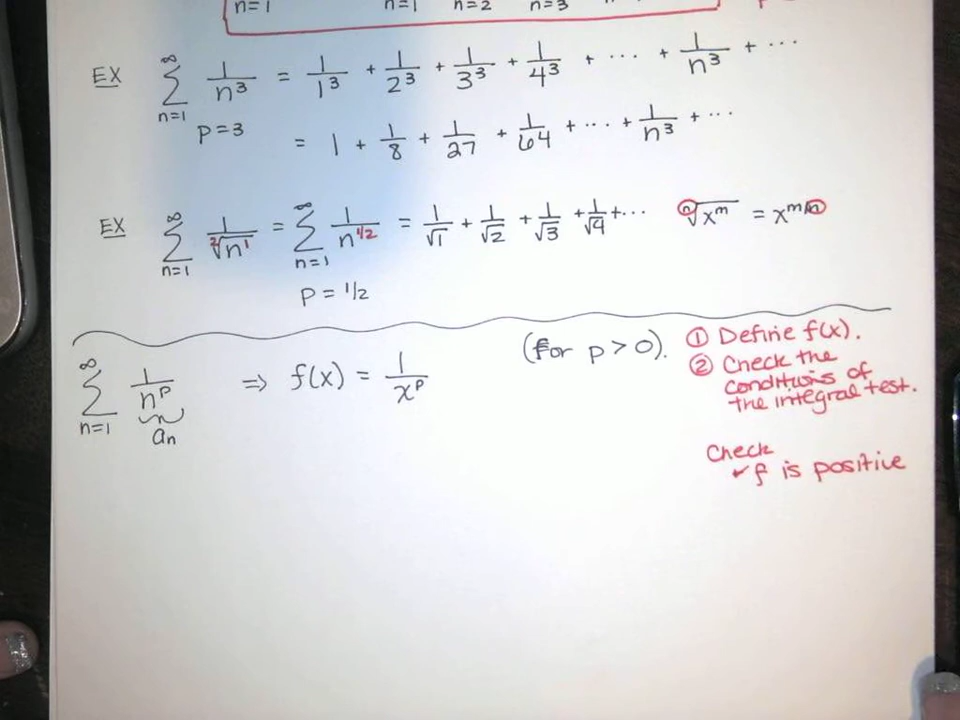 n=1 n=1 n=2 n=3
EX ∞ Σ n=1 1/n³ = 1/1³ + 1/2³ + 1/3³ + 1/4³ + ··· + 1/n³ + ···
P=3 = 1 + 1/8 + 1/27 + 1/64 + ··· + 1/n³ + ···
EX ∞ Σ n=1 1/²√n¹ = ∞ Σ n=1 1/n^1/2 = 1/√1 + 1/√2 + 1/√3 + 1/√4 + ··· ⁿ√x^m = x^m/n
P = 1/2
∞ Σ n=1 1/n^p ⇒ f(x) = 1/x^p (for p > 0).
an
① Define f(x).
② Check the
conditions of
the integral test.
Check
✓ f is positive